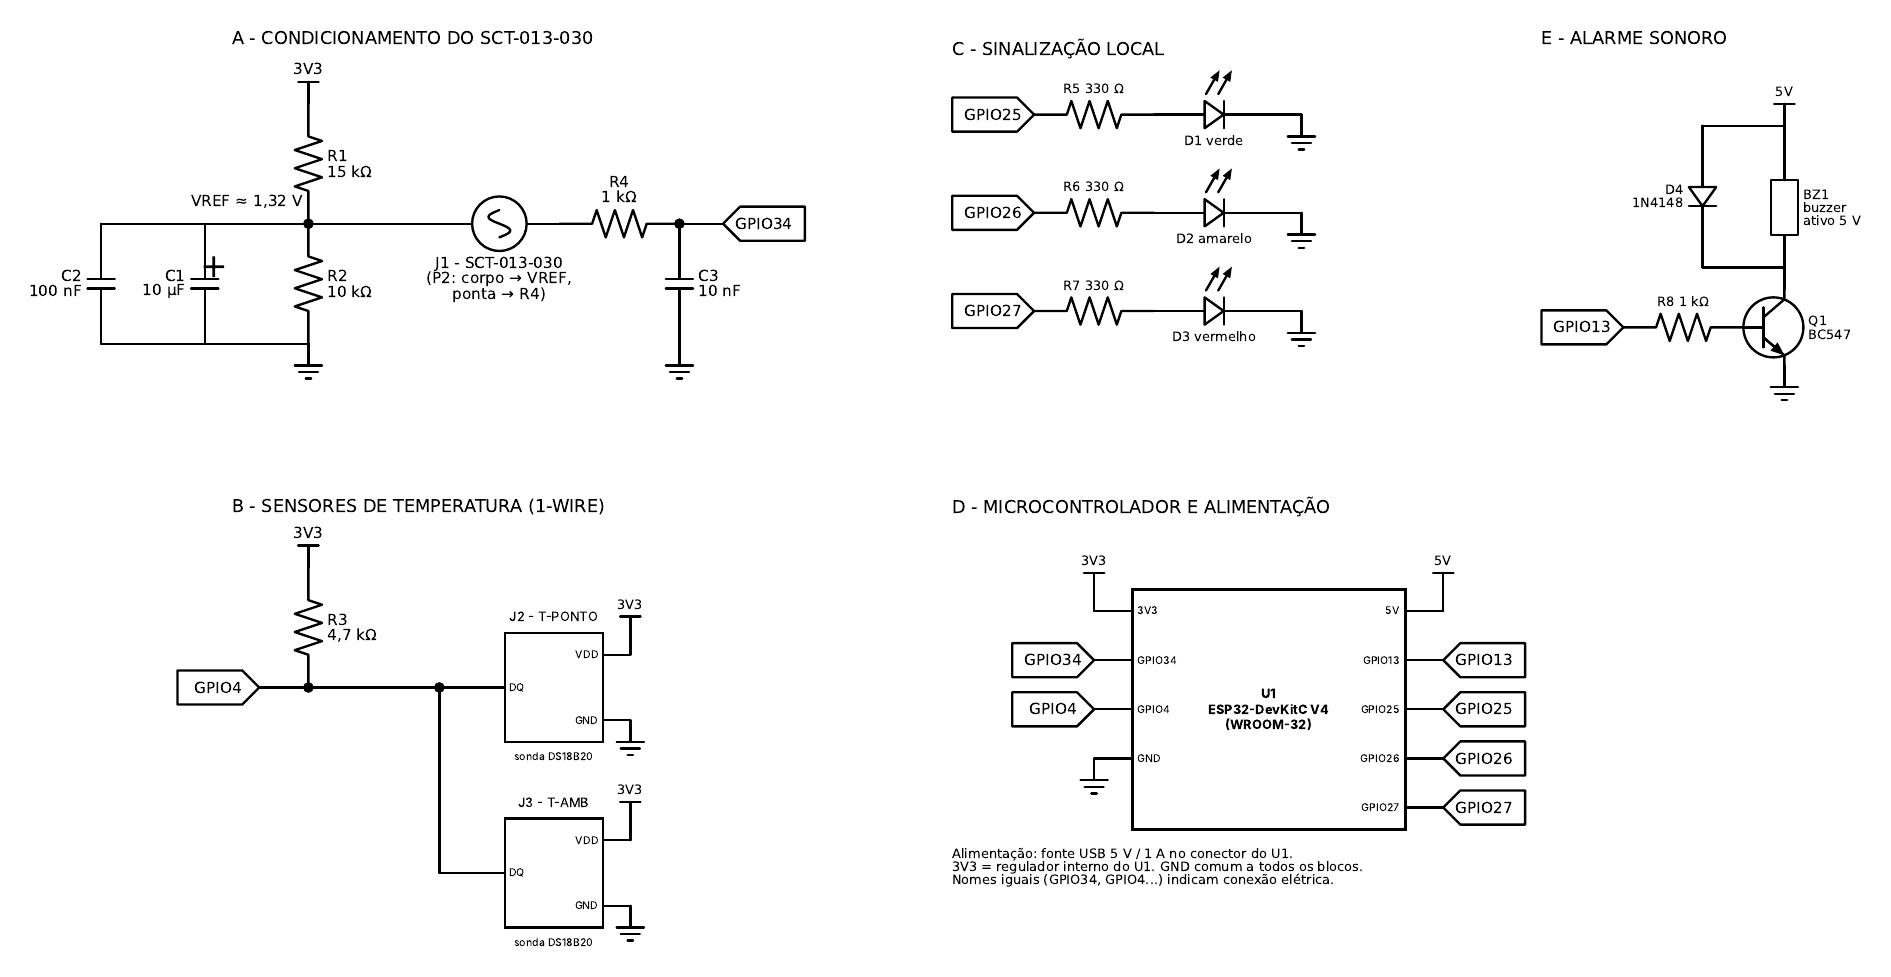 A - CONDICIONAMENTO DO SCT-013-030
3V3
R1
15 kΩ
VREF ≈ 1,32 V
R4
1 kΩ
GPIO34
C2
100 nF
C1
10 µF
R2
10 kΩ
J1 - SCT-013-030
(P2: corpo → VREF,
ponta → R4)
C3
10 nF
B - SENSORES DE TEMPERATURA (1-WIRE)
3V3
R3
4,7 kΩ
GPIO4
J2 - T-PONTO
3V3
VDD
DQ
GND
sonda DS18B20
J3 - T-AMB
3V3
VDD
DQ
GND
sonda DS18B20
C - SINALIZAÇÃO LOCAL
R5 330 Ω
GPIO25
D1 verde
R6 330 Ω
GPIO26
D2 amarelo
R7 330 Ω
GPIO27
D3 vermelho
D - MICROCONTROLADOR E ALIMENTAÇÃO
3V3
5V
3V3
5V
GPIO34
GPIO34
GPIO13
GPIO13
GPIO4
GPIO4
U1
ESP32-DevKitC V4
(WROOM-32)
GPIO25
GPIO25
GND
GPIO26
GPIO26
GPIO27
GPIO27
Alimentação: fonte USB 5 V / 1 A no conector do U1.
3V3 = regulador interno do U1. GND comum a todos os blocos.
Nomes iguais (GPIO34, GPIO4...) indicam conexão elétrica.
E - ALARME SONORO
5V
D4
1N4148
BZ1
buzzer
ativo 5 V
GPIO13
R8 1 kΩ
Q1
BC547